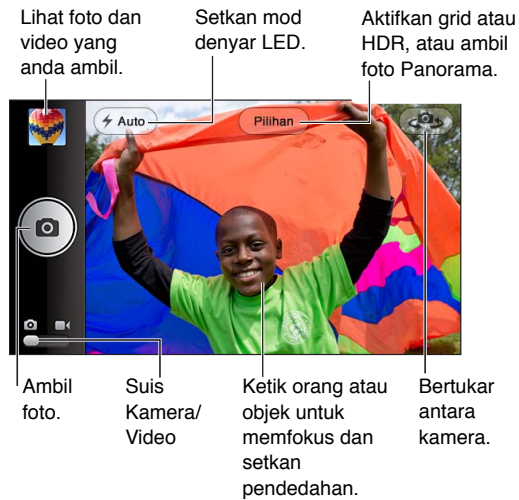 Lihat foto dan
video yang
anda ambil.
Setkan mod
denyar LED.
Aktifkan grid atau
HDR, atau ambil
foto Panorama.
Auto
Pilihan
Ambil
foto.
Suis
Kamera/
Video
Ketik orang atau
objek untuk
memfokus dan
setkan
pendedahan.
Bertukar
antara
kamera.